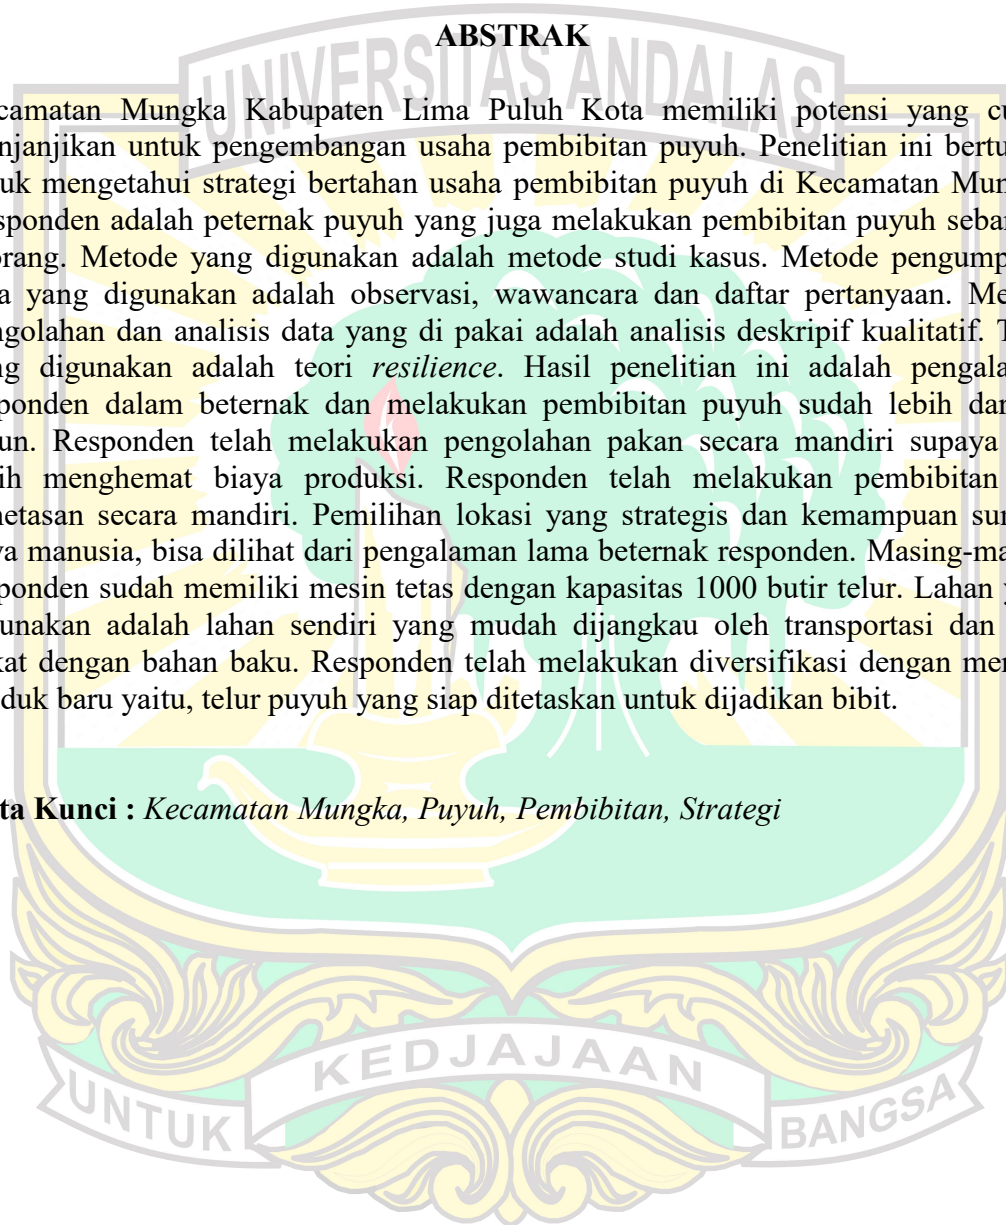 ABSTRAK
UNIVERSITAS ANDALAS
camatan Mungka Kabupaten Lima Puluh Kota memiliki potensi yang cu
njanjikan untuk pengembangan usaha pembibitan puyuh. Penelitian ini bertu
uk mengetahui strategi bertahan usaha pembibitan puyuh di Kecamatan Mun
sponden adalah peternak puyuh yang juga melakukan pembibitan puyuh seba
orang. Metode yang digunakan adalah metode studi kasus. Metode pengump
a yang digunakan adalah observasi, wawancara dan daftar pertanyaan. Me
ngolahan dan analisis data yang di pakai adalah analisis deskripif kualitatif. T
ng digunakan adalah teori resilience. Hasil penelitian ini adalah pengala
ponden dalam beternak dan melakukan pembibitan puyuh sudah lebih dar
un. Responden telah melakukan pengolahan pakan secara mandiri supaya
ih menghemat biaya produksi. Responden telah melakukan pembibitan
netasan secara mandiri. Pemilihan lokasi yang strategis dan kemampuan sum
ya manusia, bisa dilihat dari pengalaman lama beternak responden. Masing-ma
ponden sudah memiliki mesin tetas dengan kapasitas 1000 butir telur. Lahan y
unakan adalah lahan sendiri yang mudah dijangkau oleh transportasi dan
kat dengan bahan baku. Responden telah melakukan diversifikasi dengan men
duk baru yaitu, telur puyuh yang siap ditetaskan untuk dijadikan bibit.
ta Kunci : Kecamatan Mungka, Puyuh, Pembibitan, Strategi
UNTUK KEDJAJAAN BANGSA